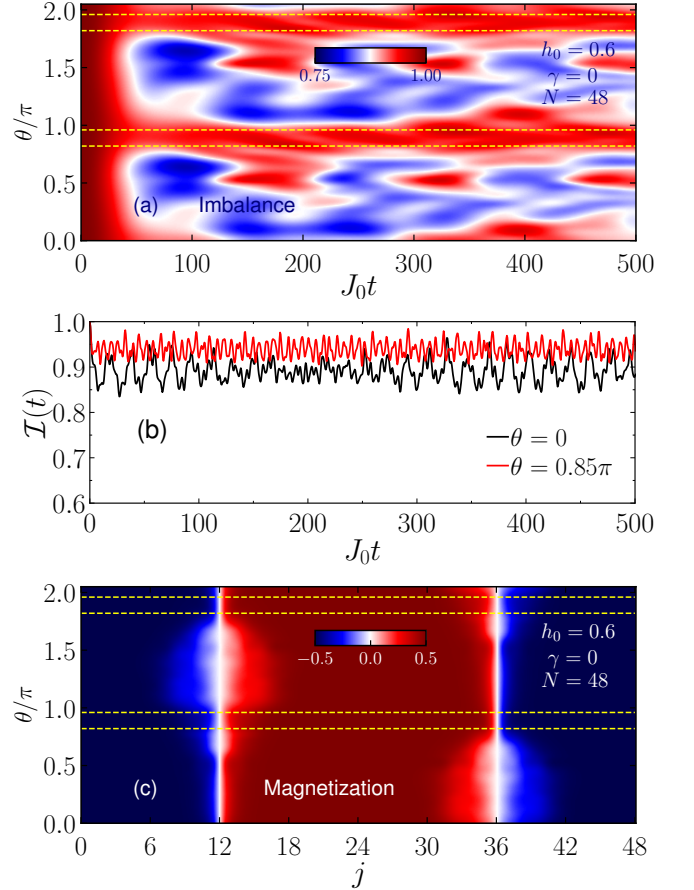 2.0
1.5
1.0
0.5
0.0
θ/π
0.75 1.00
h₀ = 0.6
γ = 0
N = 48
(a) Imbalance
100 200 300 400 500
J₀t
1.0
0.9
0.8
0.7
0.6
I(t)
(b)
θ = 0
θ = 0.85π
0 100 200 300 400 500
J₀t
2.0
1.5
1.0
0.5
0.0
θ/π
−0.5 0.0 0.5
h₀ = 0.6
γ = 0
N = 48
(c) Magnetization
0 6 12 18 24 30 36 42 48
j